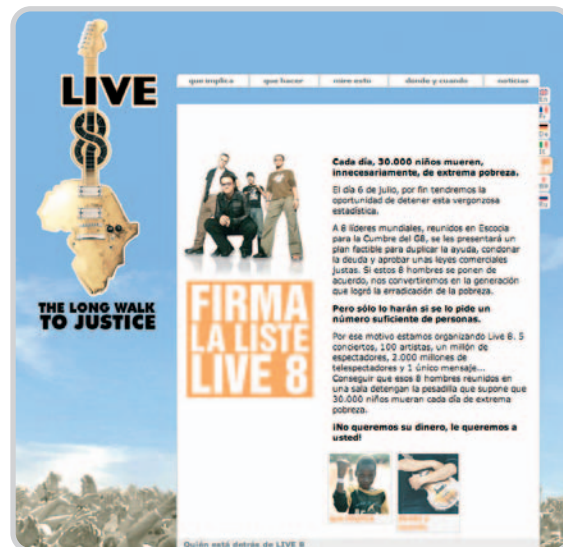 LIVE
8
THE LONG WALK
TO JUSTICE
que implica que hacer mire esto donde y cuando noticias
Cada día, 30.000 niños mueren,
innecesariamente, de extrema pobreza.
El día 6 de Julio, por fin tendremos la
oportunidad de detener esta vergonzosa
estadística.
A 8 líderes mundiales, reunidos en Escocia
para la Cumbre del G8, se les presentará un
plan factible para duplicar la ayuda, condonar
la deuda y aprobar unas leyes comerciales
justas. Si estos 8 hombres se ponen de
acuerdo, nos convertiremos en la generación
que logró la erradicación de la pobreza.
Pero sólo lo harán si se lo pide un
número suficiente de personas.
Por ese motivo estamos organizando Live 8. 5
conciertos, 100 artistas, un millón de
espectadores, 2.000 millones de
telespectadores y 1 único mensaje...
Conseguir que esos 8 hombres reunidos en
una sala detengan la pesadilla que supone que
30.000 niños mueran cada día de extrema
pobreza.
¡No queremos su dinero, le queremos a
usted!
FIRMA
LA LISTE
LIVE 8
que implica
donde y
cuando
Quién está detrás de LIVE 8